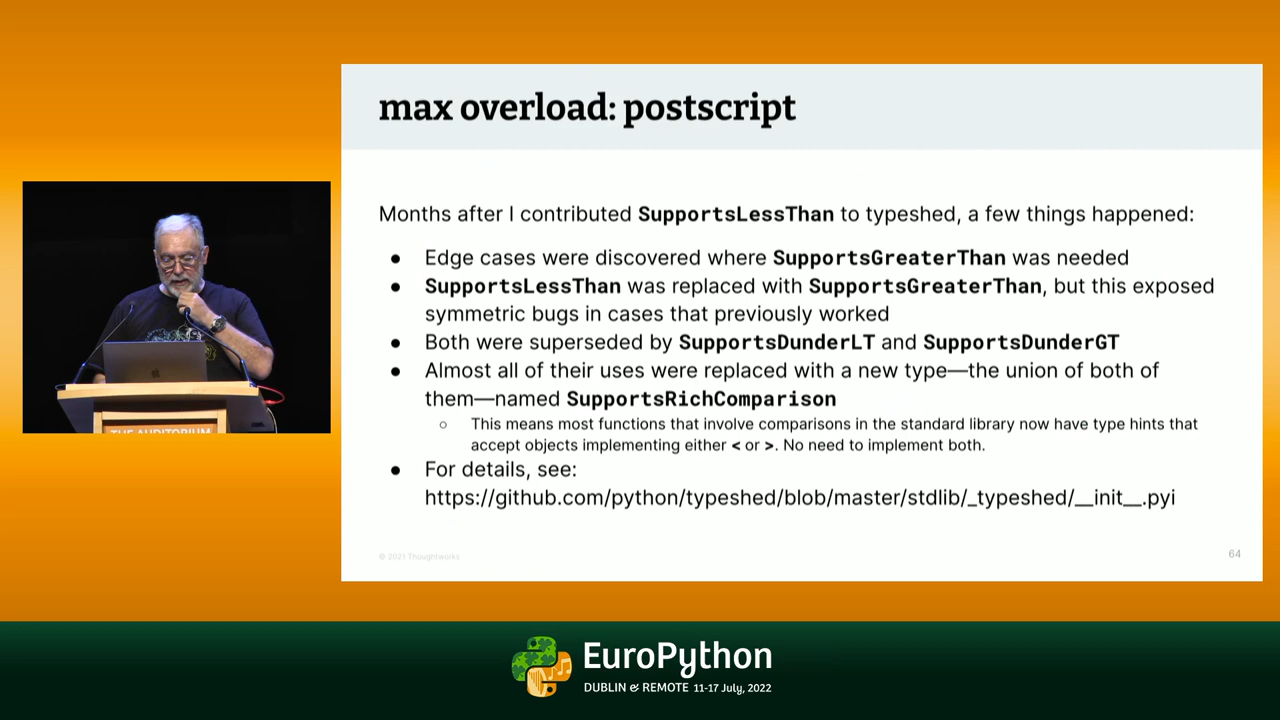 max overload: postscript
Months after I contributed SupportsLessThan to typeshed, a few things happened:
● Edge cases were discovered where SupportsGreaterThan was needed
● SupportsLessThan was replaced with SupportsGreaterThan, but this exposed
symmetric bugs in cases that previously worked
● Both were superseded by SupportsDunderLT and SupportsDunderGT
● Almost all of their uses were replaced with a new type—the union of both of
them—named SupportsRichComparison
○ This means most functions that involve comparisons in the standard library now have type hints that
accept objects implementing either < or >. No need to implement both.
● For details, see:
https://github.com/python/typeshed/blob/master/stdlib/_typeshed/__init__.pyi
© 2021 Thoughtworks
64
THE AUDITORIUM
EuroPython
DUBLIN & REMOTE 11-17 July, 2022